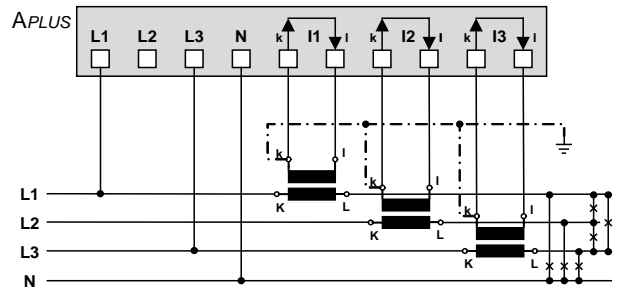 APLUS
L1 L2 L3 N k I1 l k I2 l k I3 l
k l
L1 K L k l
L2 K L k l
L3 K L
N